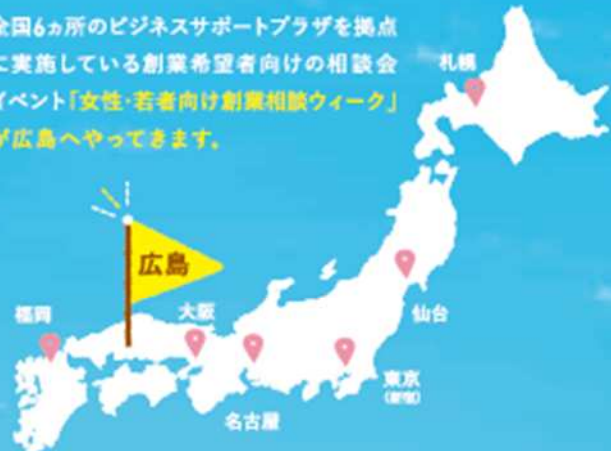 全国6ヵ所のビジネスサポートプラザを拠点
に実施している創業希望者向けの相談会
イベント「女性・若者向け創業相談ウィーク」
が広島へやってきます。
札幌
広島
福岡
大阪
仙台
東京
(新宿)
名古屋